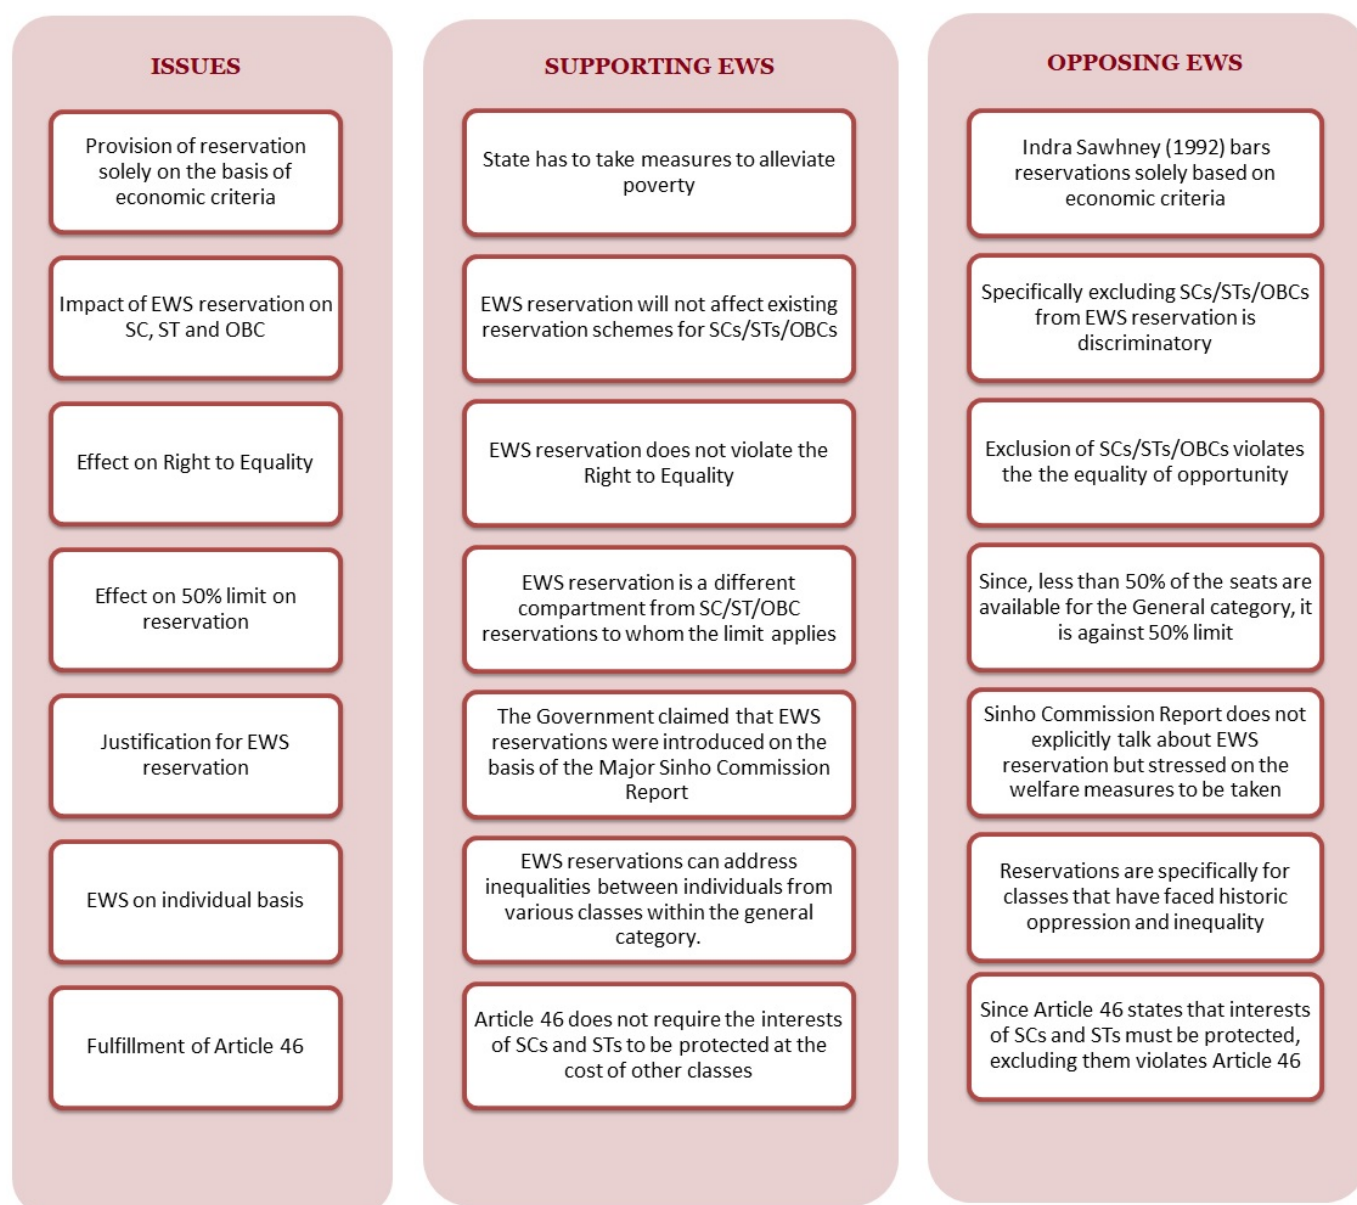 ISSUES
Provision of reservation
solely on the basis of
economic criteria
Impact of EWS reservation on
SC, ST and OBC
Effect on Right to Equality
Effect on 50% limit on
reservation
Justification for EWS
reservation
EWS on individual basis
Fulfillment of Article 46
SUPPORTING EWS
State has to take measures to alleviate
poverty
EWS reservation will not affect existing
reservation schemes for SCs/STs/OBCs
EWS reservation does not violate the
Right to Equality
EWS reservation is a different
compartment from SC/ST/OBC
reservations to whom the limit applies
The Government claimed that EWS
reservations were introduced on the
basis of the Major Sinho Commission
Report
EWS reservations can address
inequalities between individuals from
various classes within the general
category.
Article 46 does not require the interests
of SCs and STs to be protected at the
cost of other classes
OPPOSING EWS
Indra Sawhney (1992) bars
reservations solely based on
economic criteria
Specifically excluding SCs/STs/OBCs
from EWS reservation is
discriminatory
Exclusion of SCs/STs/OBCs violates
the the equality of opportunity
Since, less than 50% of the seats are
available for the General category, it
is against 50% limit
Sinho Commission Report does not
explicitly talk about EWS
reservation but stressed on the
welfare measures to be taken
Reservations are specifically for
classes that have faced historic
oppression and inequality
Since Article 46 states that interests
of SCs and STs must be protected,
excluding them violates Article 46